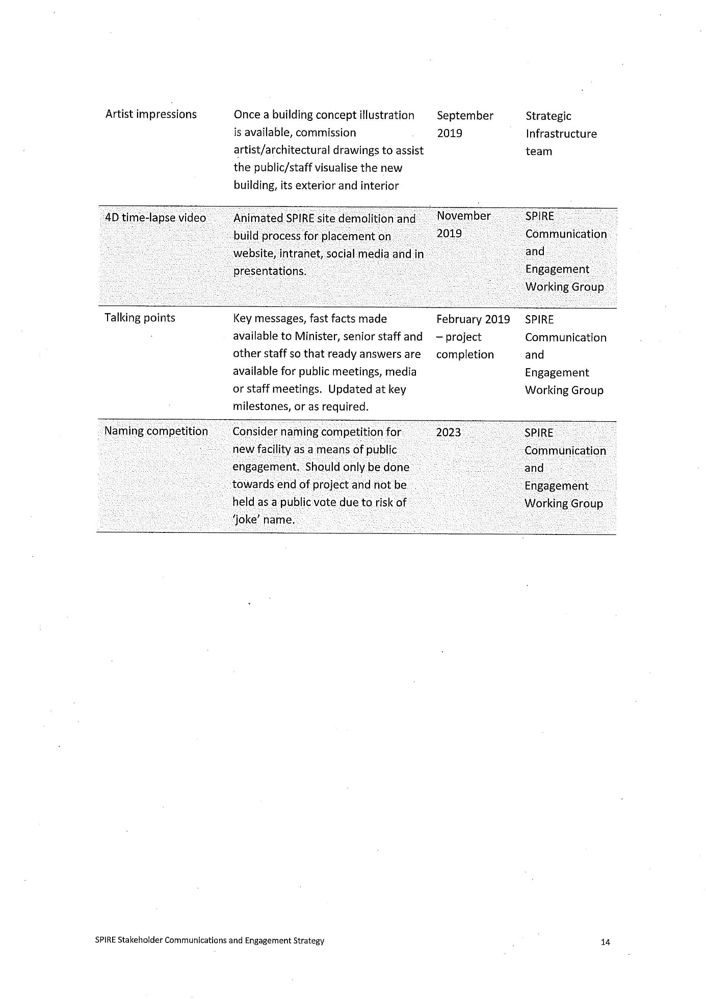 Artist impressions
Once a building concept illustration
is available, commission
artist/architectural drawings to assist
the public/staff visualise the new
building, its exterior and interior
September
2019
Strategic
Infrastructure
team
4D time-lapse video
Animated SPIRE site demolition and
build process for placement on
website, intranet, social media and in
presentations.
November
2019
SPIRE
Communication
and
Engagement
Working Group
Talking points
Key messages, fast facts made
available to Minister, senior staff and
other staff so that ready answers are
available for public meetings, media
or staff meetings.  Updated at key
milestones, or as required.
February 2019
– project
completion
SPIRE
Communication
and
Engagement
Working Group
Naming competition
Consider naming competition for
new facility as a means of public
engagement.  Should only be done
towards end of project and not be
held as a public vote due to risk of
‘joke’ name.
2023
SPIRE
Communication
and
Engagement
Working Group
SPIRE Stakeholder Communications and Engagement Strategy
14